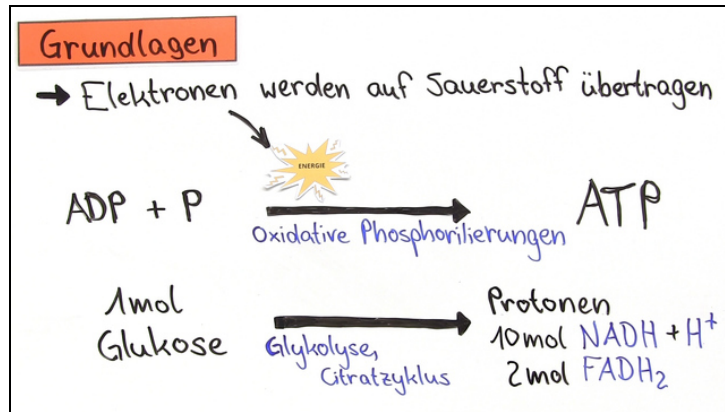 Grundlagen
→ Elektronen werden auf Sauerstoff übertragen
ENERGIE
ADP + P
ATP
Oxidative Phosphorilierungen
1mol
Glukose
Glykolyse,
Citratzyklus
Protonen
10mol NADH + H⁺
2mol FADH₂